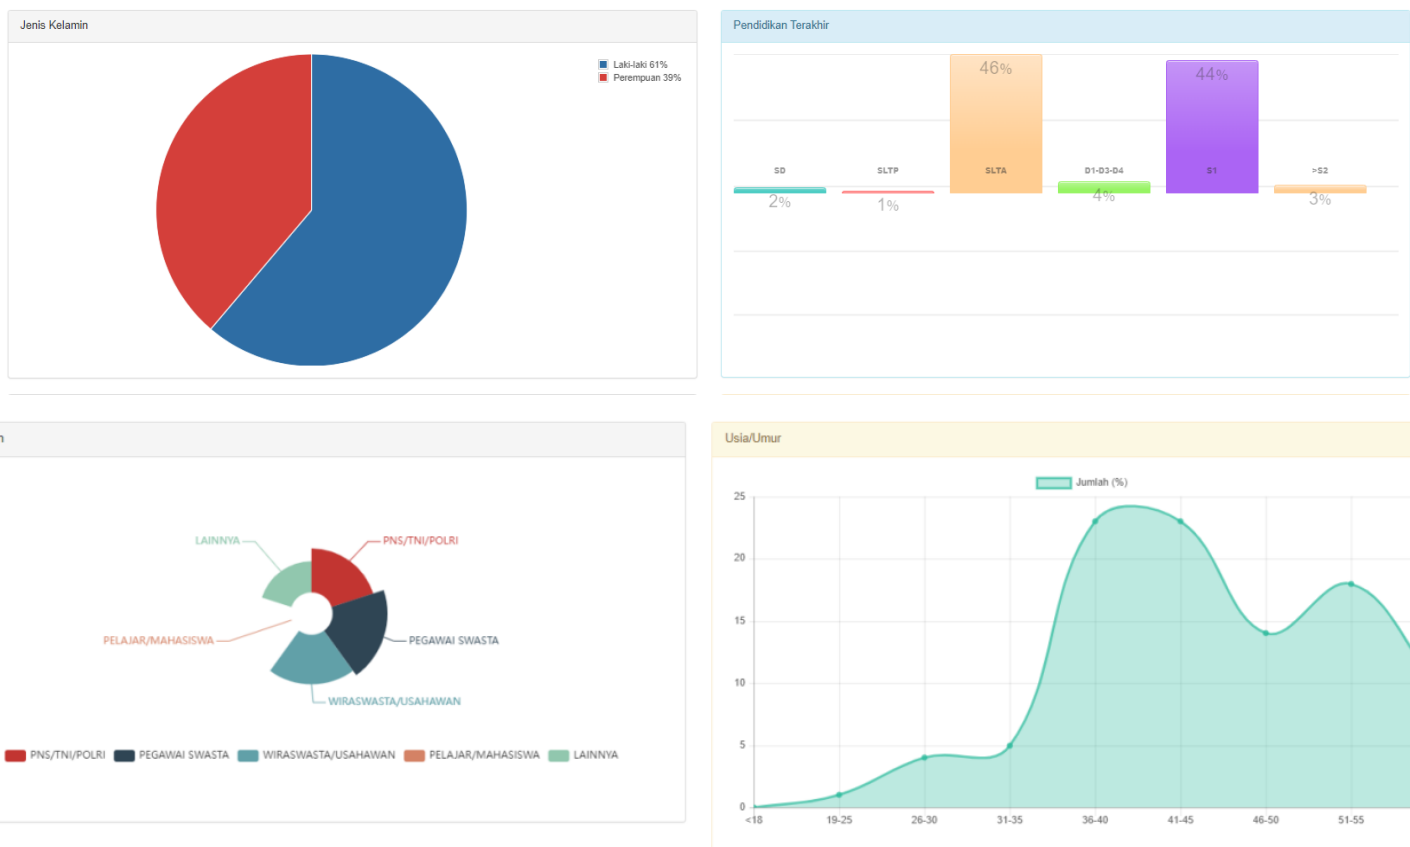 Jenis Kelamin
Laki-laki 61%
Perempuan 39%
Pendidikan Terakhir
46%
44%
SD
SLTP
SLTA
D1-D3-D4
S1
>S2
2%
1%
4%
3%
n
LAINNYA
PNS/TNI/POLRI
PELAJAR/MAHASISWA
PEGAWAI SWASTA
WIRASWASTA/USAHAWAN
PNS/TNI/POLRI PEGAWAI SWASTA WIRASWASTA/USAHAWAN PELAJAR/MAHASISWA LAINNYA
Usia/Umur
Jumlah (%)
25
20
15
10
5
0
<18 19-25 26-30 31-35 36-40 41-45 46-50 51-55